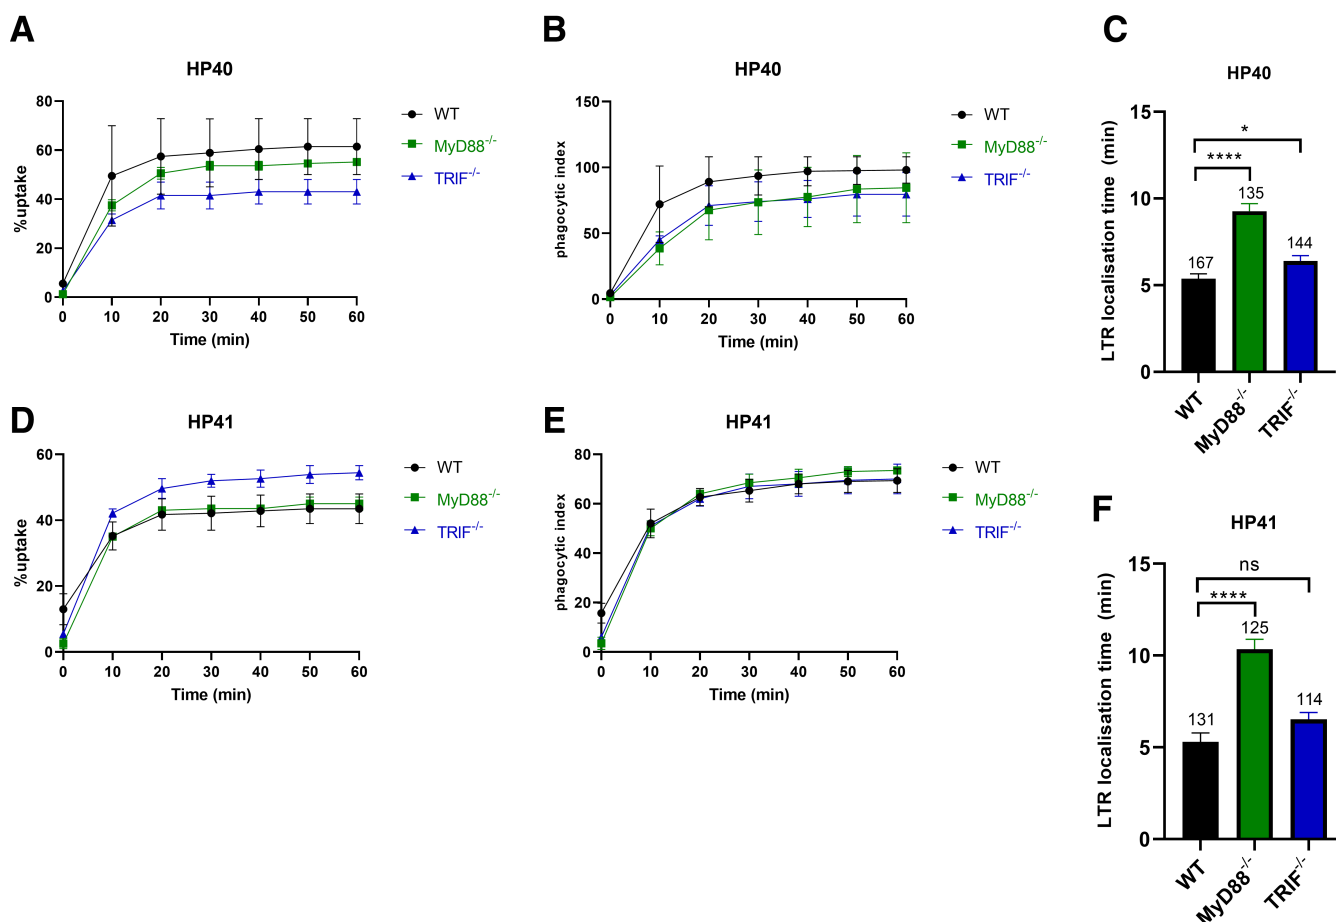 A
HP40
%uptake
80
60
40
20
0
0 10 20 30 40 50 60
Time (min)
WT
MyD88-/-
TRIF-/-
B
HP40
phagocytic index
150
100
50
0
0 10 20 30 40 50 60
Time (min)
WT
MyD88-/-
TRIF-/-
C
HP40
LTR localisation time (min)
15
10
5
0
*
****
167
135
144
WT
MyD88-/-
TRIF-/-
D
HP41
%uptake
60
40
20
0
0 10 20 30 40 50 60
Time (min)
WT
MyD88-/-
TRIF-/-
E
HP41
phagocytic index
80
60
40
20
0
0 10 20 30 40 50 60
Time (min)
WT
MyD88-/-
TRIF-/-
F
HP41
LTR localisation time (min)
15
10
5
0
ns
****
131
125
114
WT
MyD88-/-
TRIF-/-